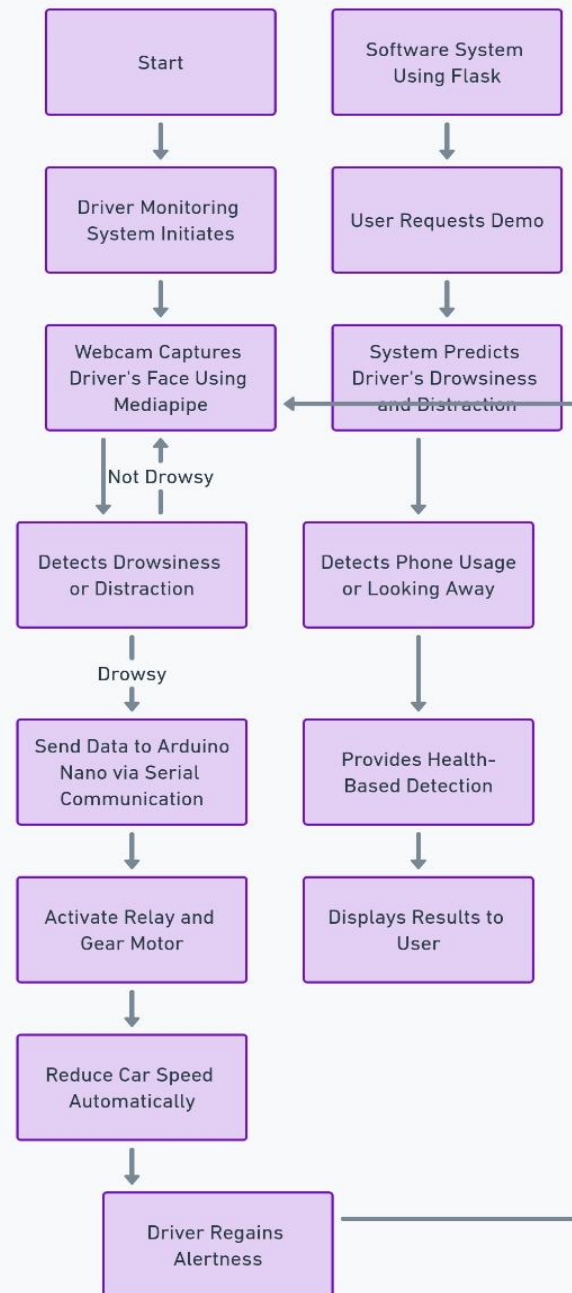 Start
Driver Monitoring
System Initiates
Webcam Captures
Driver's Face Using
Mediapipe
Not Drowsy
Detects Drowsiness
or Distraction
Drowsy
Send Data to Arduino
Nano via Serial
Communication
Activate Relay and
Gear Motor
Reduce Car Speed
Automatically
Driver Regains
Alertness
Software System
Using Flask
User Requests Demo
System Predicts
Driver's Drowsiness
and Distraction
Detects Phone Usage
or Looking Away
Provides Health-
Based Detection
Displays Results to
User